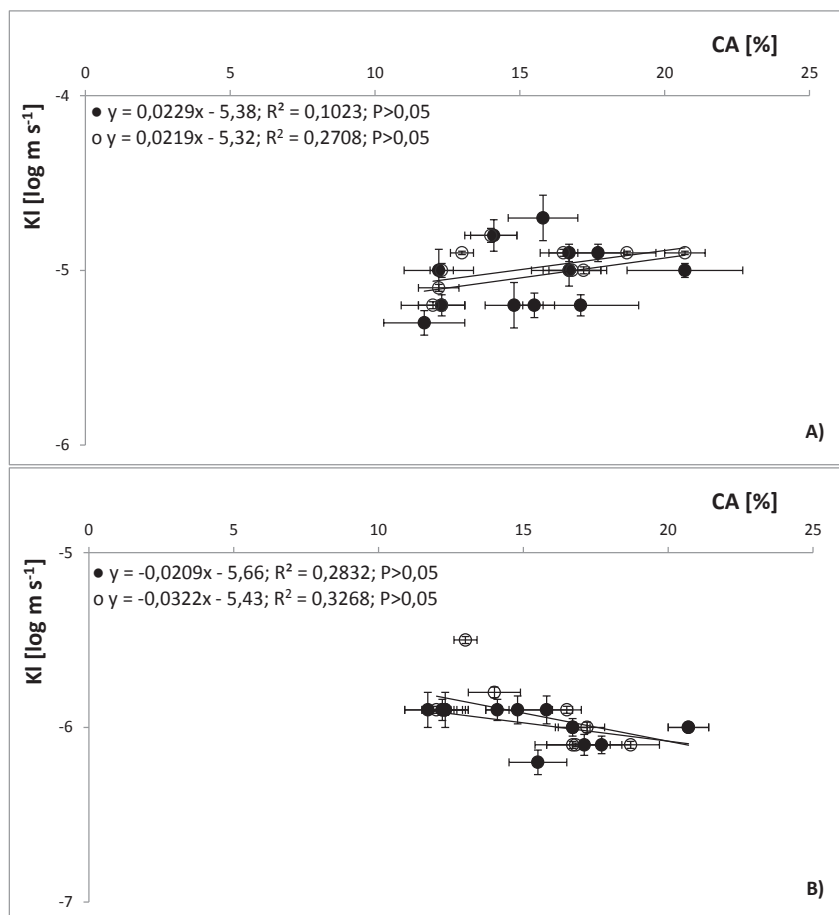 CA [%]
0 5 10 15 20 25
-4
● y = 0,0229x - 5,38; R² = 0,1023; P>0,05
o y = 0,0219x - 5,32; R² = 0,2708; P>0,05
Kl [log m s⁻¹]
-5
-6
A)
CA [%]
0 5 10 15 20 25
-5
● y = -0,0209x - 5,66; R² = 0,2832; P>0,05
o y = -0,0322x - 5,43; R² = 0,3268; P>0,05
Kl [log m s⁻¹]
-6
-7
B)